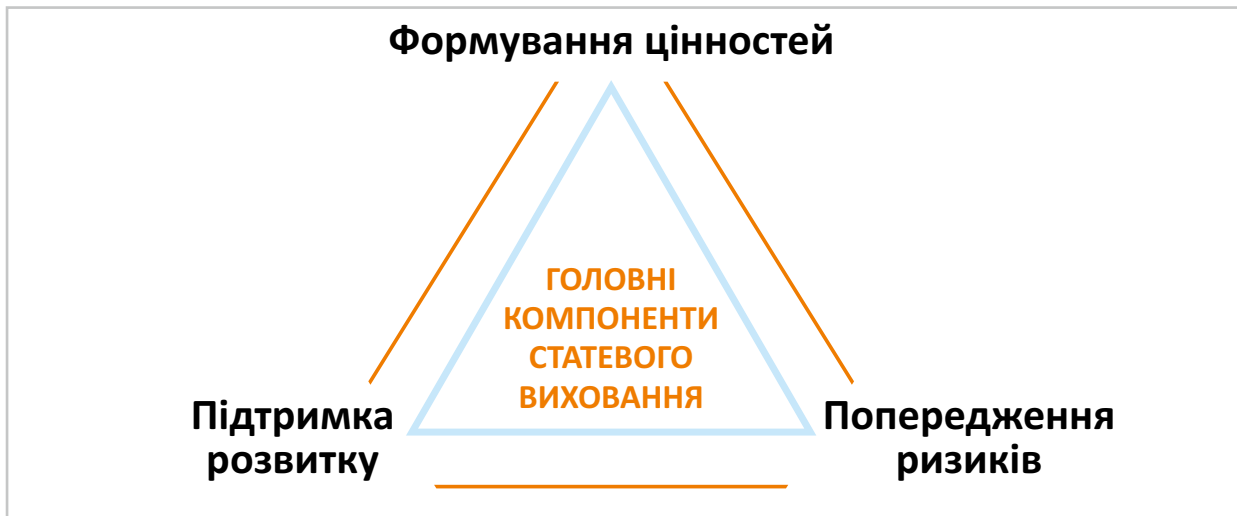 Формування цінностей
ГОЛОВНІ
КОМПОНЕНТИ
СТАТЕВОГО
ВИХОВАННЯ
Підтримка
розвитку
Попередження
ризиків